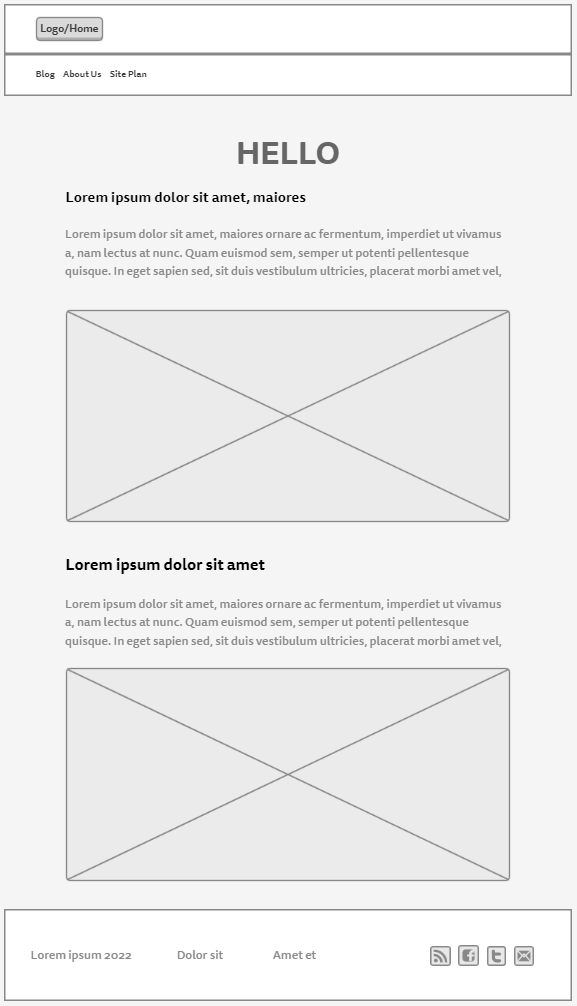 Logo/Home
Blog About Us Site Plan
HELLO
Lorem ipsum dolor sit amet, maiores
Lorem ipsum dolor sit amet, maiores ornare ac fermentum, imperdiet ut vivamus
a, nam lectus at nunc. Quam euismod sem, semper ut potenti pellentesque
quisque. In eget sapien sed, sit duis vestibulum ultricies, placerat morbi amet vel,
Lorem ipsum dolor sit amet
Lorem ipsum dolor sit amet, maiores ornare ac fermentum, imperdiet ut vivamus
a, nam lectus at nunc. Quam euismod sem, semper ut potenti pellentesque
quisque. In eget sapien sed, sit duis vestibulum ultricies, placerat morbi amet vel,
Lorem ipsum 2022 Dolor sit Amet et